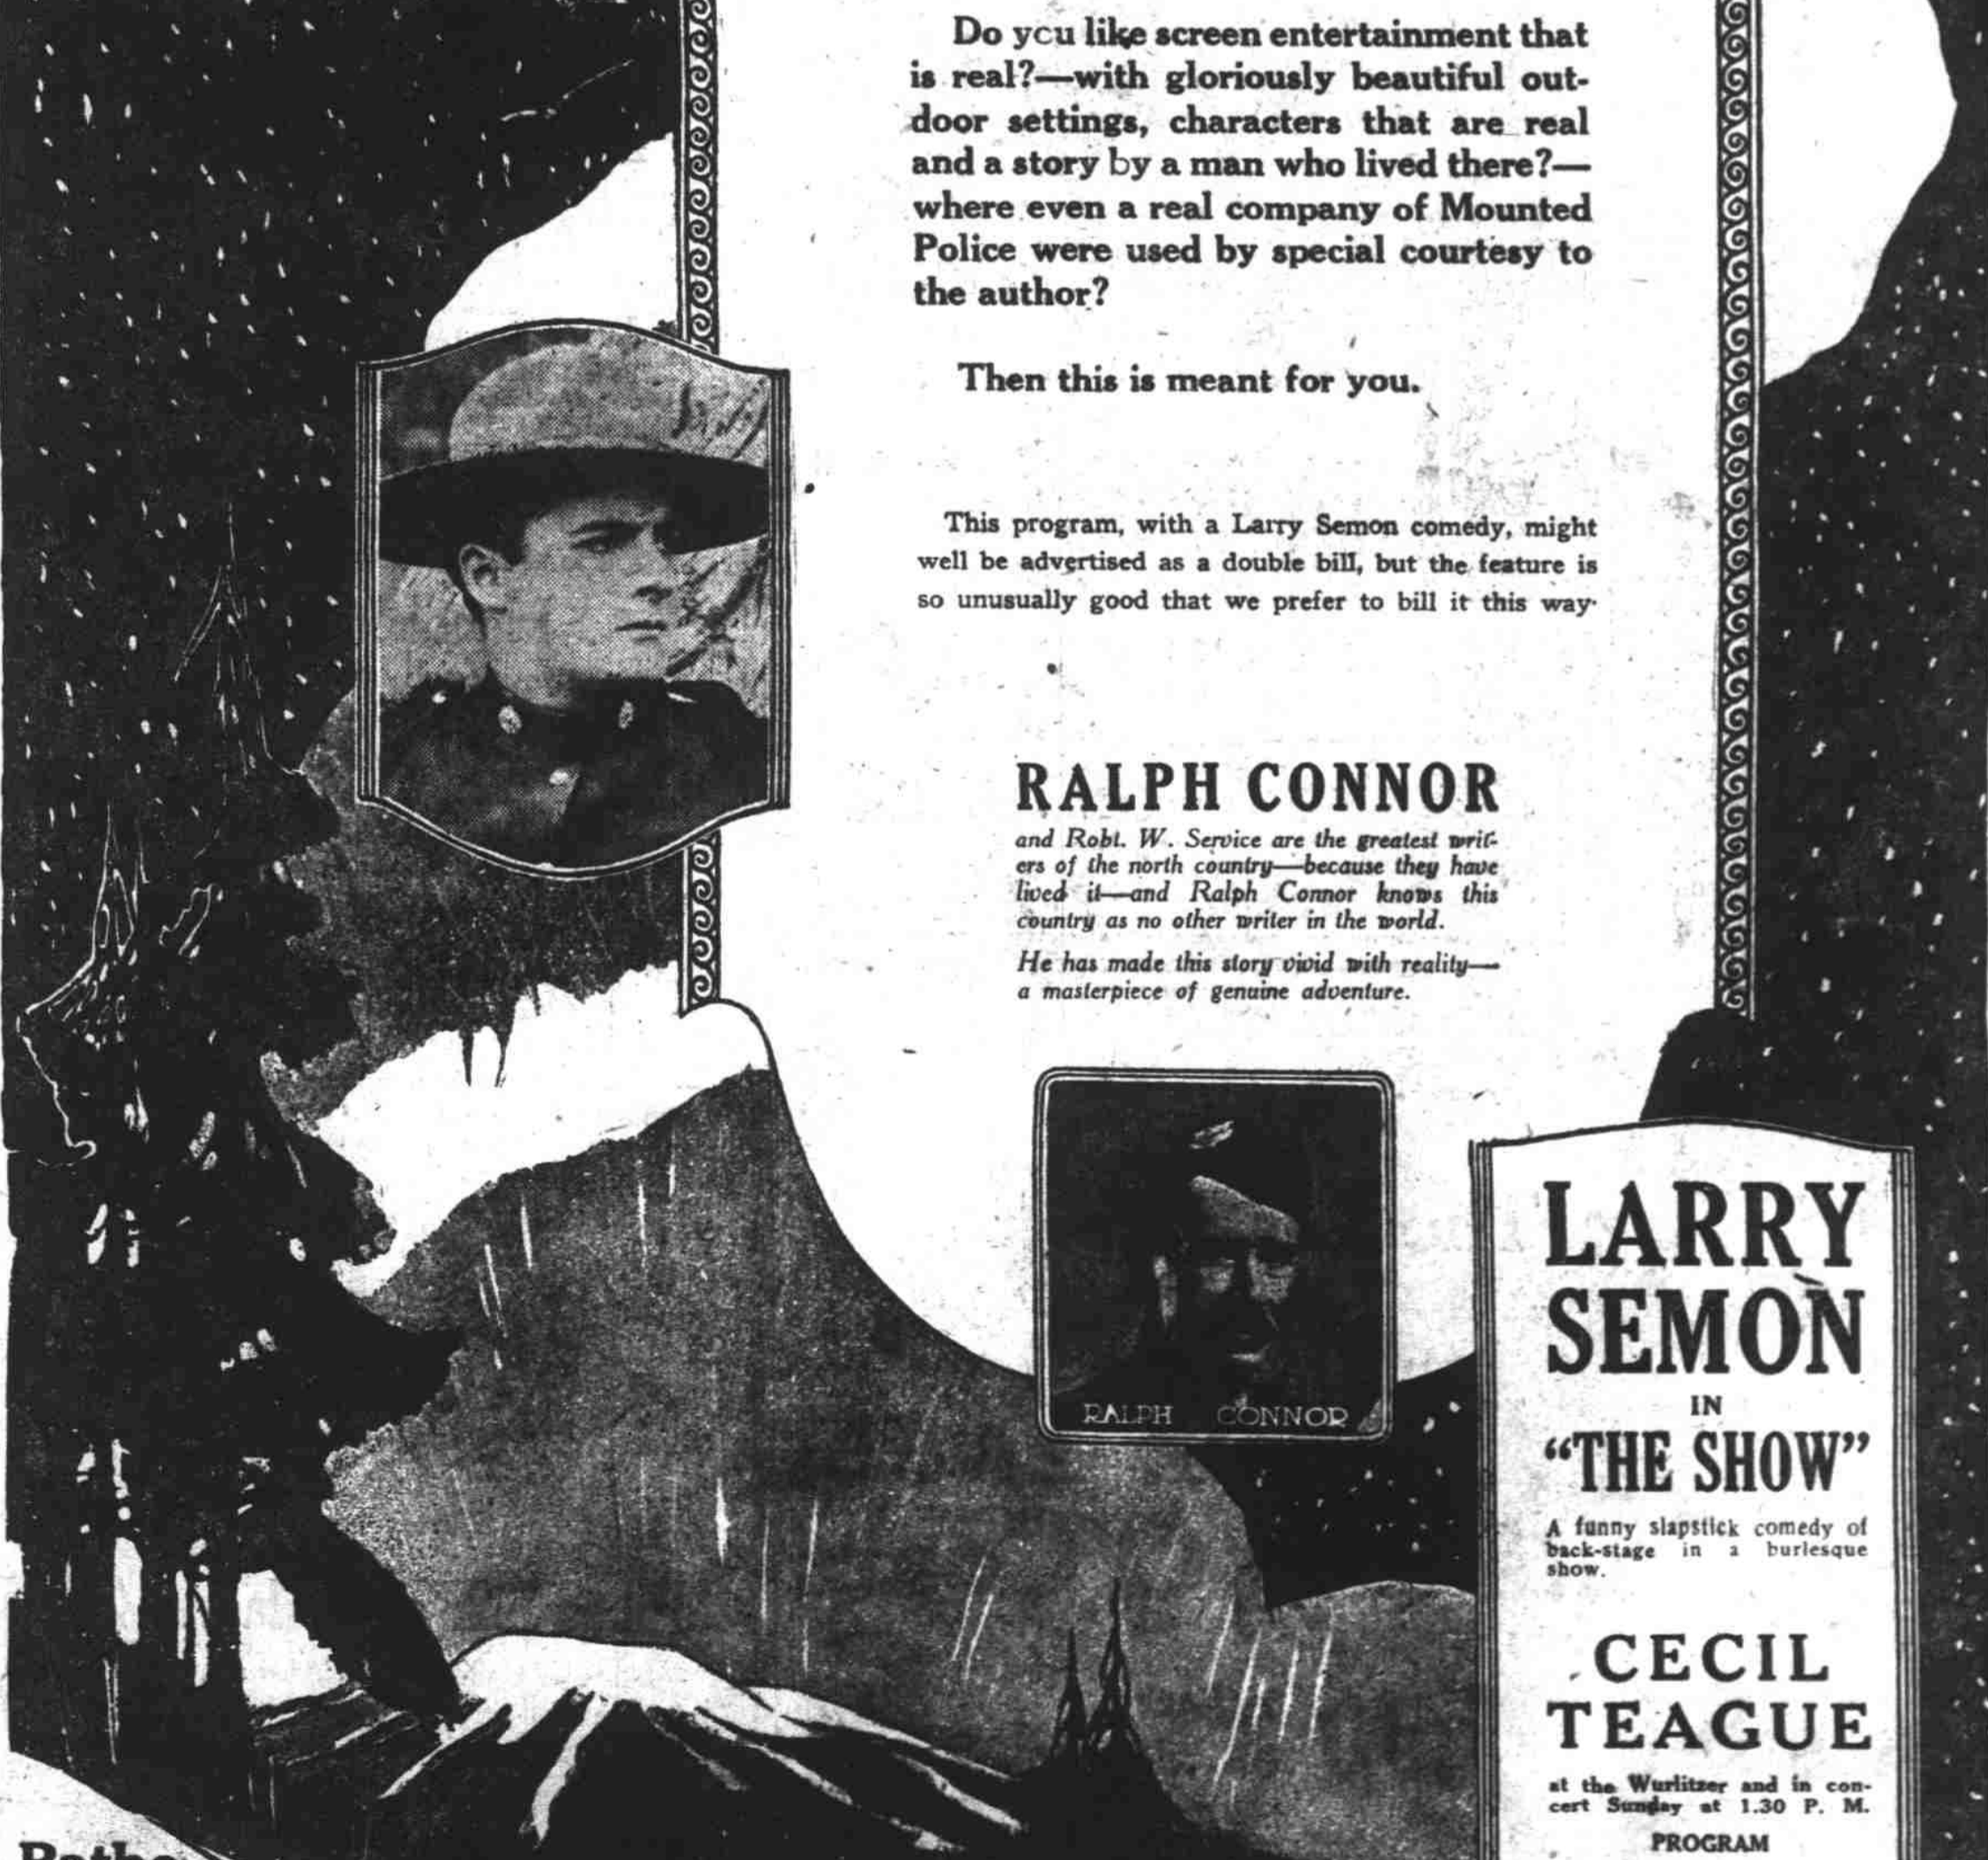 Do you like screen entertainment that
is real?—with gloriously beautiful out-
door settings, characters that are real
and a story by a man who lived there?—
where even a real company of Mounted
Police were used by special courtesy to
the author?
Then this is meant for you.
This program, with a Larry Semon comedy, might
well be advertised as a double bill, but the feature is
so unusually good that we prefer to bill it this way.
RALPH CONNOR
and Robt. W. Service are the greatest writ-
ers of the north country—because they have
lived it—and Ralph Connor knows this
country as no other writer in the world.
He has made this story vivid with reality—
a masterpiece of genuine adventure.
RALPH CONNOR
LARRY
SEMON
IN
"THE SHOW"
A funny slapstick comedy of
back-stage in a burlesque
show.
CECIL
TEAGUE
at the Wurlitzer and in con-
cert Sunday at 1.30 P. M.
PROGRAM